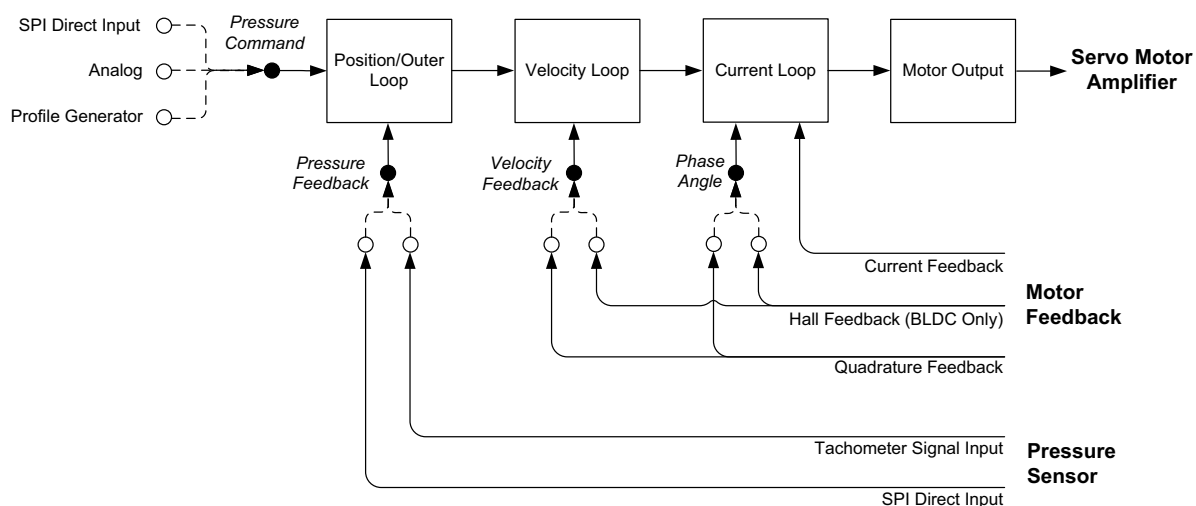 SPI Direct Input
Analog
Profile Generator
Pressure
Command
Position/Outer
Loop
Velocity Loop
Current Loop
Motor Output
Servo Motor
Amplifier
Pressure
Feedback
Velocity
Feedback
Phase
Angle
Current Feedback
Hall Feedback (BLDC Only)
Quadrature Feedback
Motor
Feedback
Tachometer Signal Input
SPI Direct Input
Pressure
Sensor